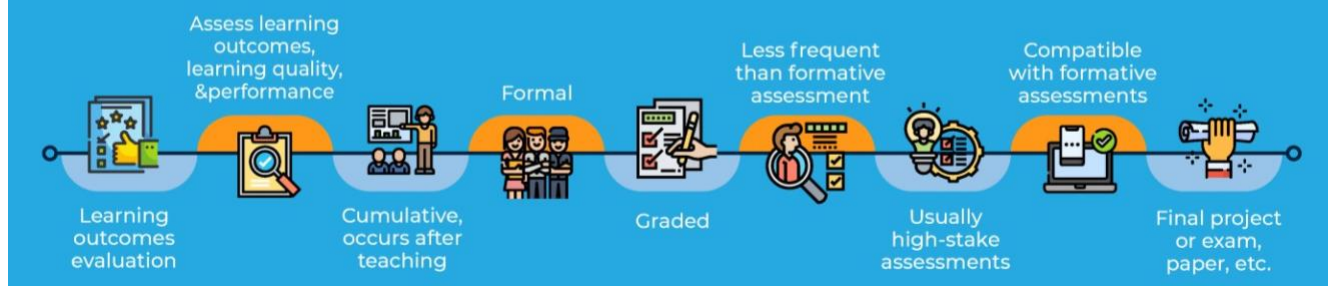 Learning
outcomes
evaluation
Assess learning
outcomes,
learning quality,
&performance
Cumulative,
occurs after
teaching
Formal
Graded
Less frequent
than formative
assessment
Usually
high-stake
assessments
Compatible
with formative
assessments
Final project
or exam,
paper, etc.